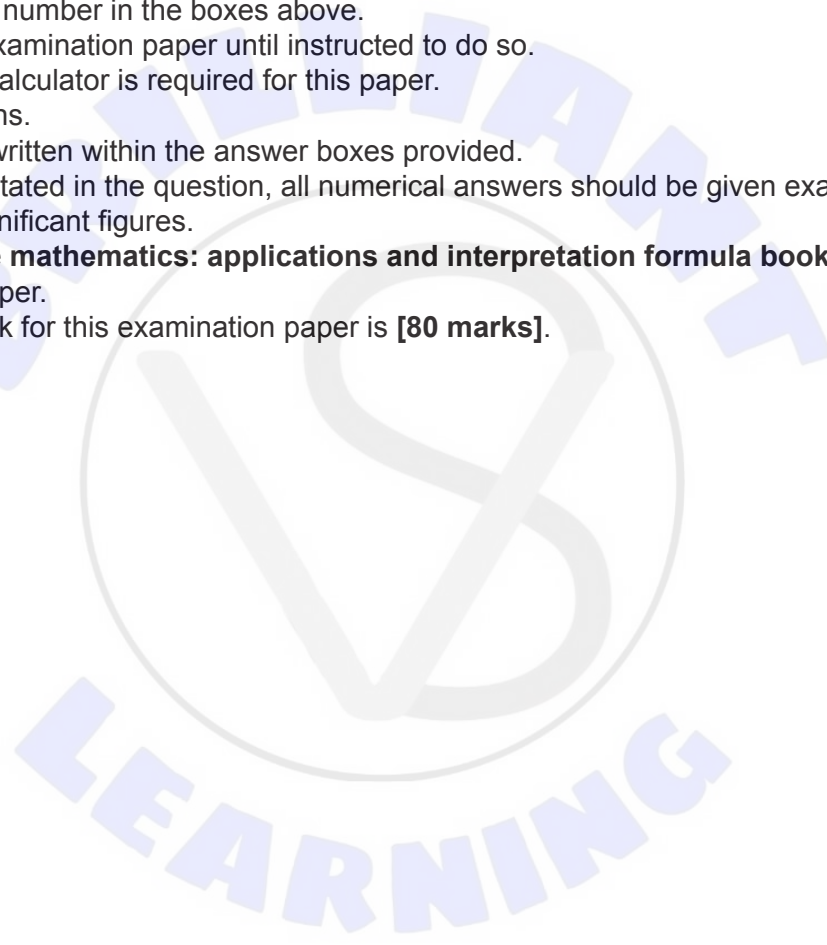 number in the boxes above.
xamination paper until instructed to do so.
alculator is required for this paper.
ns.
written within the answer boxes provided.
tated in the question, all numerical answers should be given exa
nificant figures.
mathematics: applications and interpretation formula book
per.
k for this examination paper is [80 marks].
BRILLIANT
VS
LEARNING